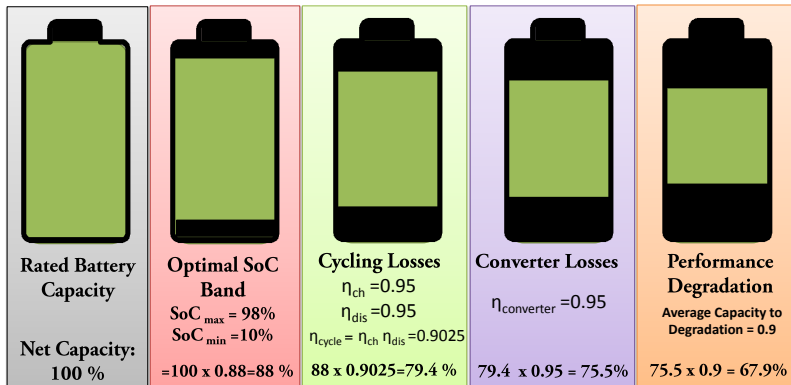 Rated Battery
Capacity
Net Capacity:
100 %
Optimal SoC
Band
SoC max = 98%
SoC min = 10%
=100 x 0.88=88 %
Cycling Losses
ηch =0.95
ηdis =0.95
ηcycle = ηch ηdis =0.9025
88 x 0.9025=79.4 %
Converter Losses
ηconverter =0.95
79.4 x 0.95 = 75.5%
Performance
Degradation
Average Capacity to
Degradation = 0.9
75.5 x 0.9 = 67.9%